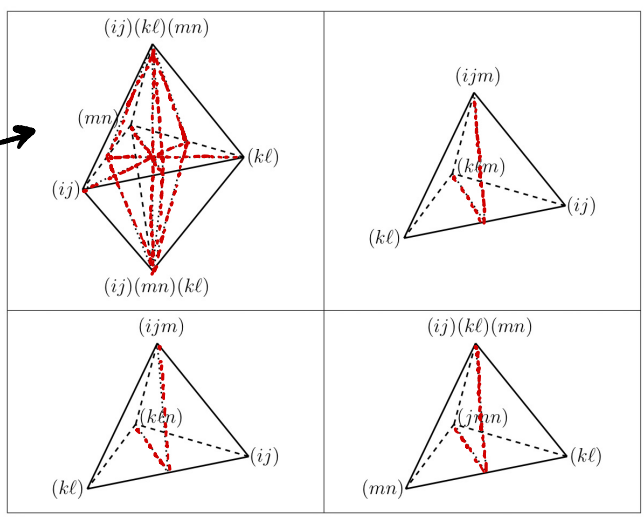 (ij)(kℓ)(mn)
(mn)
(kℓ)
(ij)
(ij)(mn)(kℓ)
(ijm)
(kℓm)
(ij)
(kℓ)
(ijm)
(kℓn)
(ij)
(kℓ)
(ij)(kℓ)(mn)
(jmn)
(kℓ)
(mn)